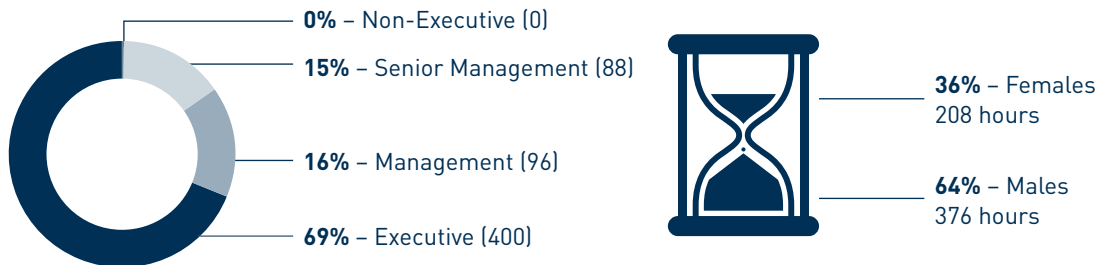 0% – Non-Executive (0)
15% – Senior Management (88)
16% – Management (96)
69% – Executive (400)
36% – Females
208 hours
64% – Males
376 hours